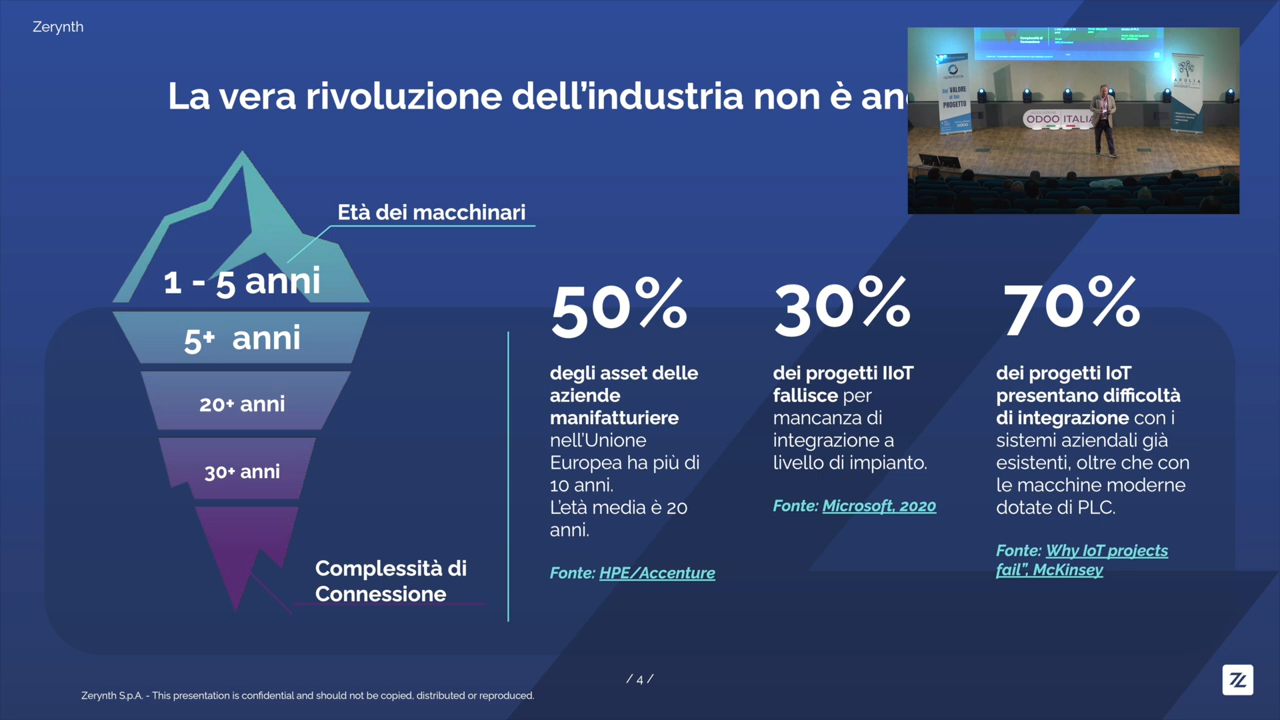 Zerynth
La vera rivoluzione dell'industria non è
Età dei macchinari
1 - 5 anni
5+ anni
20+ anni
30+ anni
Complessità di
Connessione
50%
degli asset delle
aziende
manifatturiere
nell'Unione
Europea ha più di
10 anni.
L'età media è 20
anni.
Fonte: HPE/Accenture
30%
dei progetti IIoT
fallisce per
mancanza di
integrazione a
livello di impianto.
Fonte: Microsoft, 2020
70%
dei progetti IoT
presentano difficoltà
di integrazione con i
sistemi aziendali già
esistenti, oltre che con
le macchine moderne
dotate di PLC.
Fonte: Why IoT projects
fail", McKinsey
VALORE
PROGETTO
ODOO ITALIA
APULIA
/ 4 /
Zerynth S.p.A. - This presentation is confidential and should not be copied, distributed or reproduced.